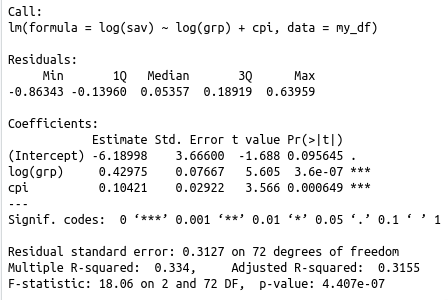 Call:
lm(formula = log(sav) ~ log(grp) + cpi, data = my_df)
Residuals:
Min 1Q Median 3Q Max
-0.86343 -0.13960 0.05357 0.18919 0.63959
Coefficients:
Estimate Std. Error t value Pr(>|t|)
(Intercept) -6.18998 3.66600 -1.688 0.095645 .
log(grp) 0.42975 0.07667 5.605 3.6e-07 ***
cpi 0.10421 0.02922 3.566 0.000649 ***
---
Signif. codes: 0 ‘***’ 0.001 ‘**’ 0.01 ‘*’ 0.05 ‘.’ 0.1 ‘ ’ 1
Residual standard error: 0.3127 on 72 degrees of freedom
Multiple R-squared: 0.334, Adjusted R-squared: 0.3155
F-statistic: 18.06 on 2 and 72 DF, p-value: 4.407e-07